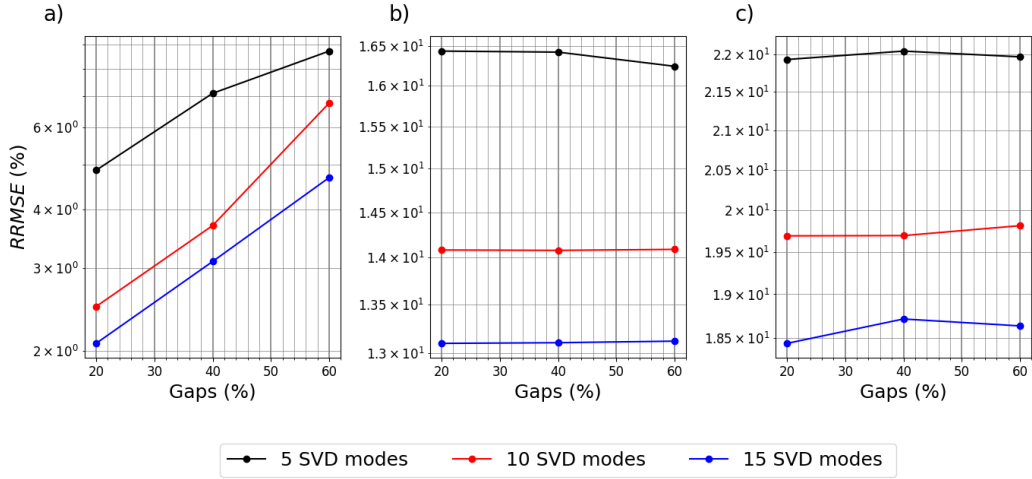 a)
RRMSE (%)
6 × 10⁰
4 × 10⁰
3 × 10⁰
2 × 10⁰
20 30 40 50 60
Gaps (%)
b)
1.65 × 10¹
1.6 × 10¹
1.55 × 10¹
1.5 × 10¹
1.45 × 10¹
1.4 × 10¹
1.35 × 10¹
1.3 × 10¹
20 30 40 50 60
Gaps (%)
c)
2.2 × 10¹
2.15 × 10¹
2.1 × 10¹
2.05 × 10¹
2 × 10¹
1.95 × 10¹
1.9 × 10¹
1.85 × 10¹
20 30 40 50 60
Gaps (%)
5 SVD modes 10 SVD modes 15 SVD modes